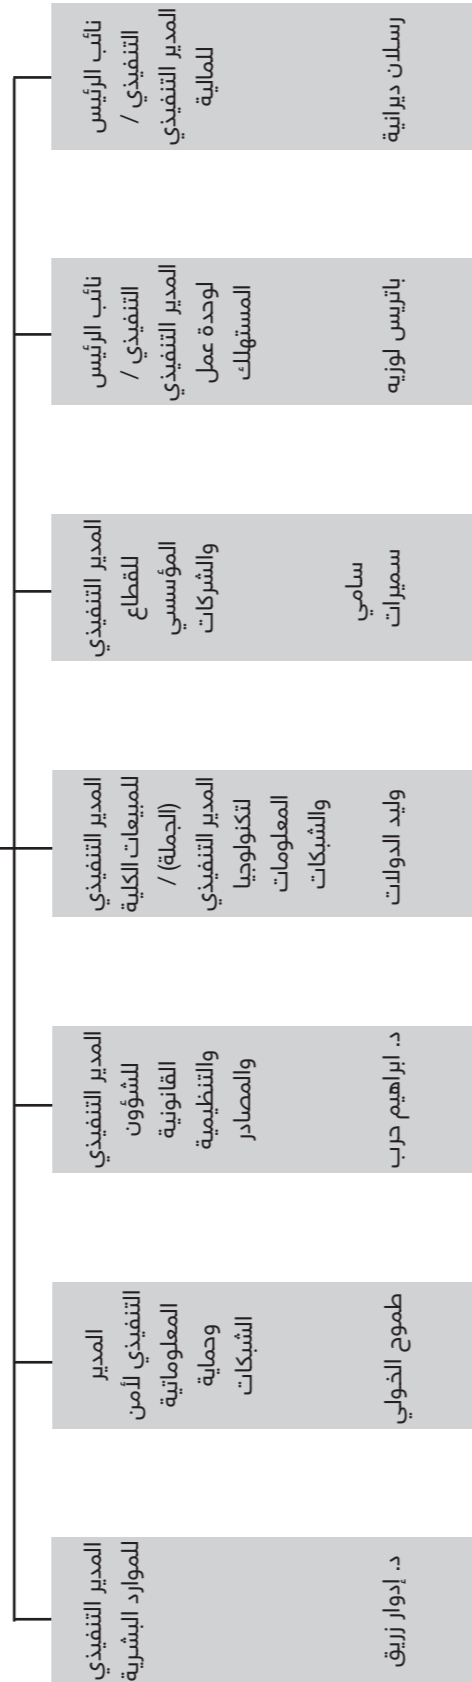 نائب الرئيس
التنفيذي /
المدير التنفيذي
للمالية
رسلان ديرانية
نائب الرئيس
التنفيذي /
المدير التنفيذي
لوحدة عمل
المستهلك
باتريس لوزيه
المدير التنفيذي
للقطاع
المؤسسي
والشركات
سامي
سميرات
المدير التنفيذي
للمبيعات الكلية
(الجملة) /
المدير التنفيذي
لتكنولوجيا
المعلومات
والشبكات
وليد الدولات
المدير التنفيذي
للشؤون
القانونية
والتنظيمية
والمصادر
د. ابراهيم حرب
المدير
التنفيذي لأمن
المعلوماتية
وحماية
الشبكات
طموح الخولي
المدير التنفيذي
للموارد البشرية
د. إدوار زريق